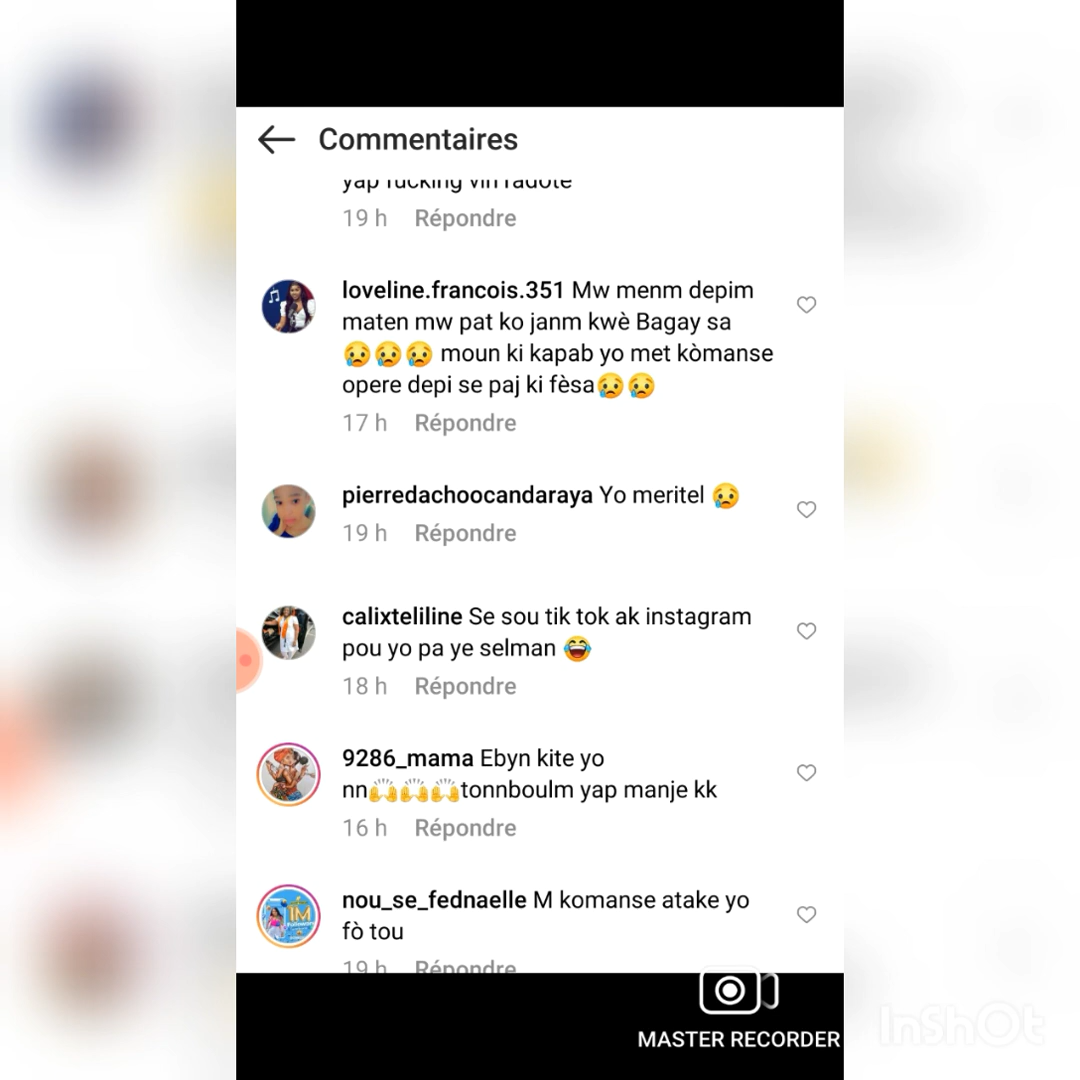 Commentaires
19 h Répondre
loveline.francois.351 Mw menm depim
maten mw pat ko janm kwè Bagay sa
😢😢😢 moun ki kapab yo met kòmanse
opere depi se paj ki fèsa😢😢
17 h Répondre
pierredachoocandaraya Yo meritel 😢
19 h Répondre
calixteliline Se sou tik tok ak instagram
pou yo pa ye selman 😂
18 h Répondre
9286_mama Ebyn kite yo
nn🙌🙌🙌tonnboulm yap manje kk
16 h Répondre
1M
nou_se_fednaelle M komanse atake yo
fò tou
19 h Répondre
MASTER RECORDER
InShOt